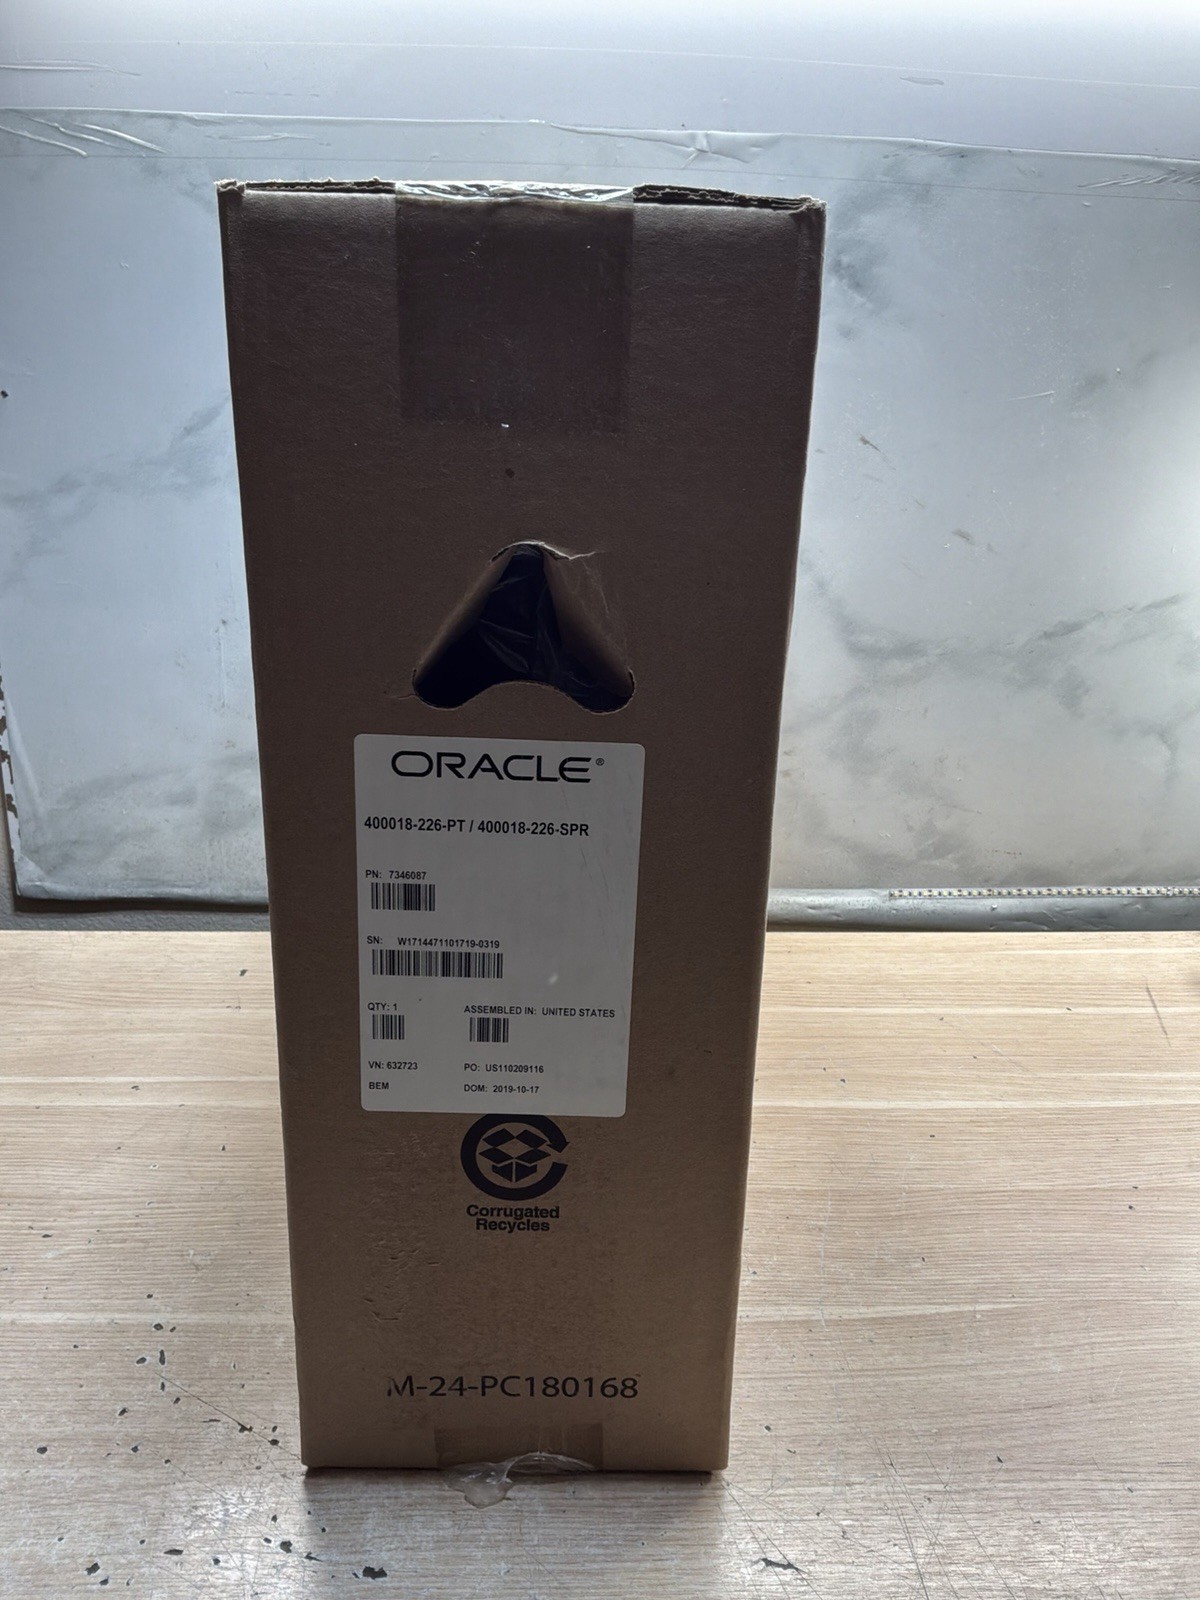 ORACLE®
400018-226-PT / 400018-226-SPR
PN: 7346087
SN: W1714471101719-0319
QTY: 1 ASSEMBLED IN: UNITED STATES
VN: 632723 PO: US110209116
BEM DOM: 2019-10-17
Corrugated
Recycles
M-24-PC180168